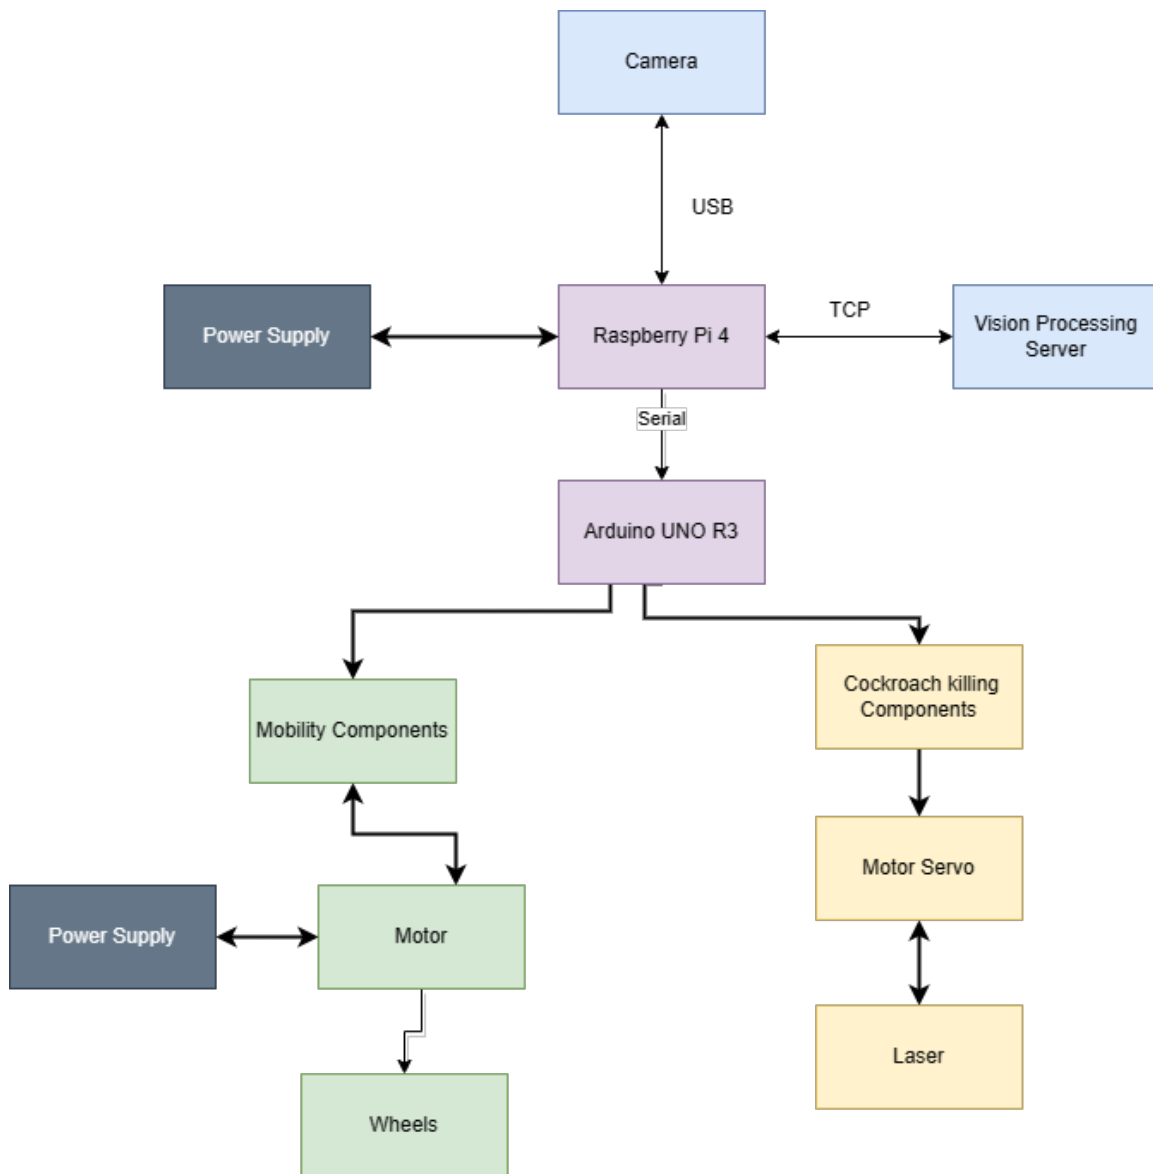 Camera
USB
Power Supply
Raspberry Pi 4
TCP
Vision Processing
Server
Serial
Arduino UNO R3
Mobility Components
Cockroach killing
Components
Motor Servo
Power Supply
Motor
Laser
Wheels